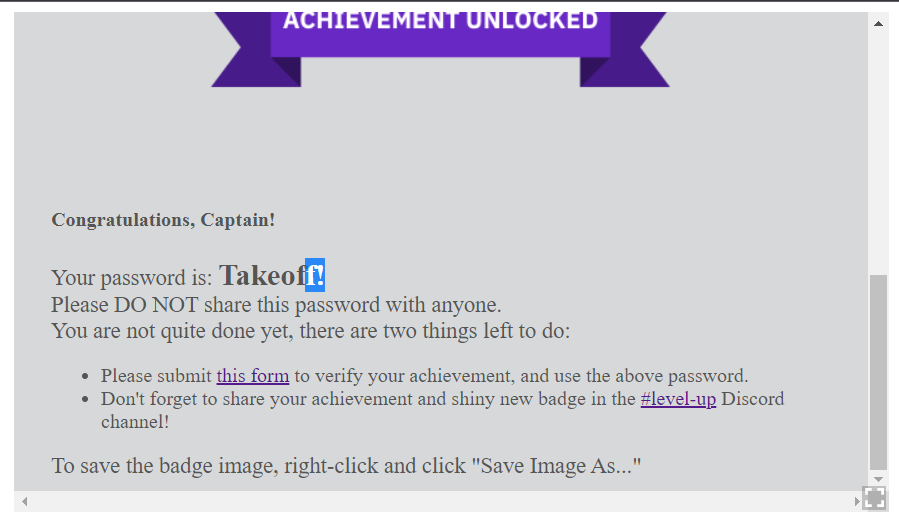 ACHIEVEMENT UNLOCKED
Congratulations, Captain!
Your password is: Takeoff!
Please DO NOT share this password with anyone.
You are not quite done yet, there are two things left to do:
• Please submit this form to verify your achievement, and use the above password.
• Don't forget to share your achievement and shiny new badge in the #level-up Discord
channel!
To save the badge image, right-click and click "Save Image As..."